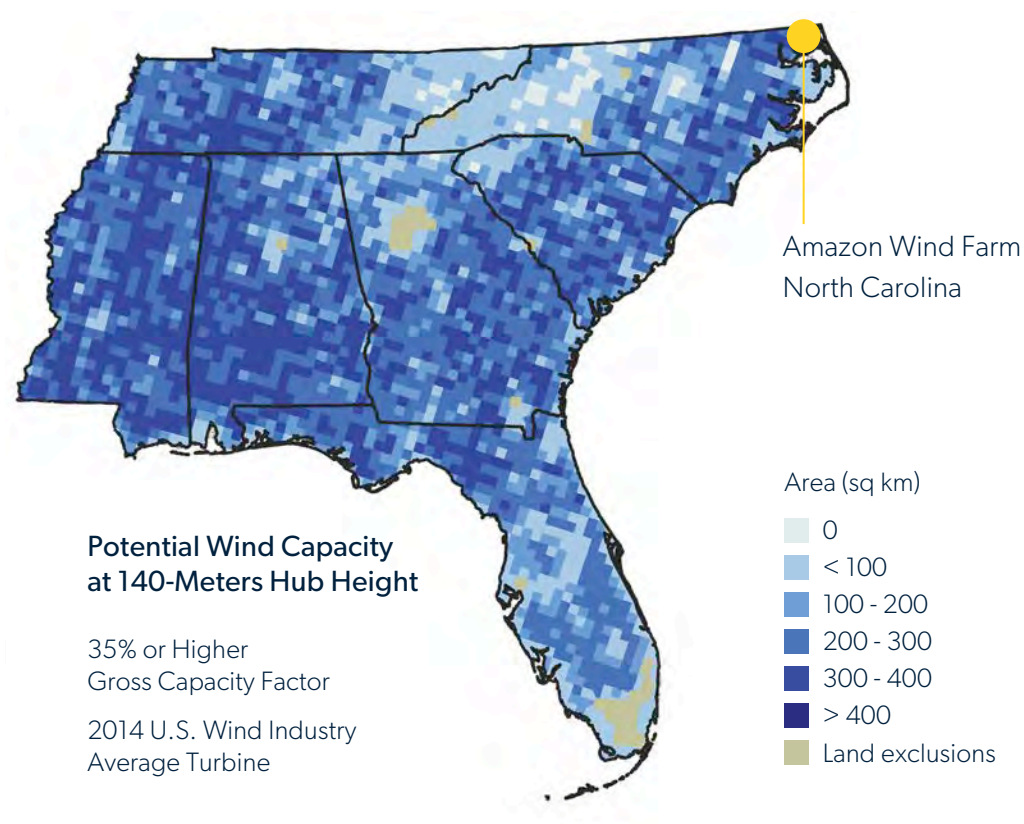 Amazon Wind Farm
North Carolina
Potential Wind Capacity
at 140-Meters Hub Height
35% or Higher
Gross Capacity Factor
2014 U.S. Wind Industry
Average Turbine
Area (sq km)
0
< 100
100 - 200
200 - 300
300 - 400
> 400
Land exclusions